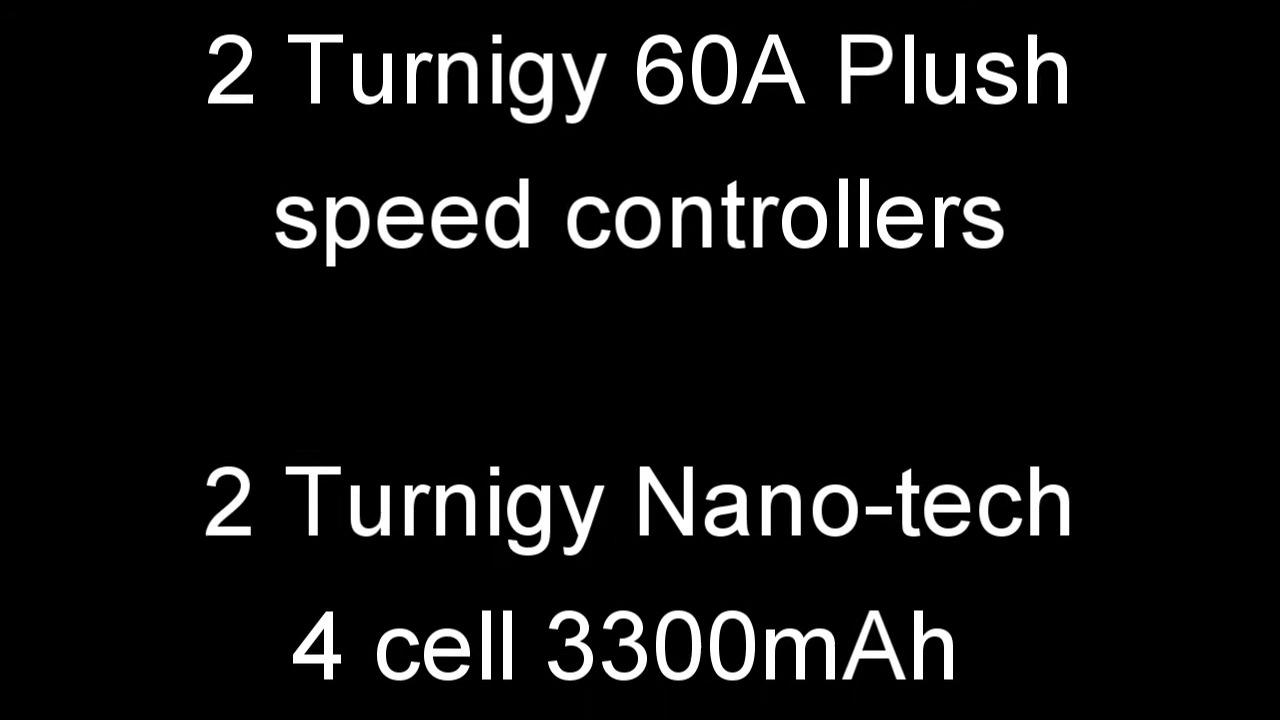 2 Turnigy 60A Plush
speed controllers
2 Turnigy Nano-tech
4 cell 3300mAh